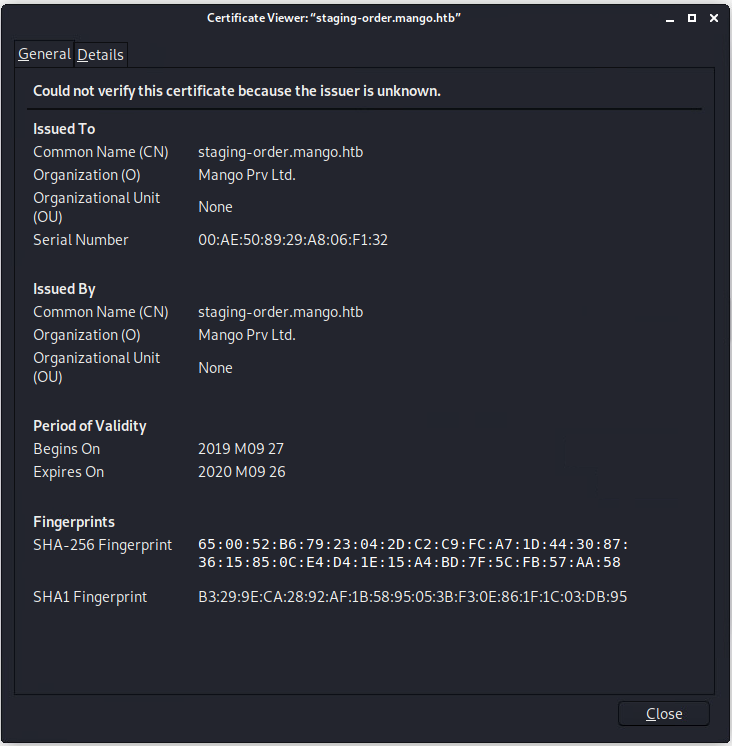 Certificate Viewer: “staging-order.mango.htb”
General Details
Could not verify this certificate because the issuer is unknown.
Issued To
Common Name (CN) staging-order.mango.htb
Organization (O) Mango Prv Ltd.
Organizational Unit
(OU) None
Serial Number 00:AE:50:89:29:A8:06:F1:32
Issued By
Common Name (CN) staging-order.mango.htb
Organization (O) Mango Prv Ltd.
Organizational Unit
(OU) None
Period of Validity
Begins On 2019 M09 27
Expires On 2020 M09 26
Fingerprints
SHA-256 Fingerprint 65:00:52:B6:79:23:04:2D:C2:C9:FC:A7:1D:44:30:87:
36:15:85:0C:E4:D4:1E:15:A4:BD:7F:5C:FB:57:AA:58
SHA1 Fingerprint B3:29:9E:CA:28:92:AF:1B:58:95:05:3B:F3:0E:86:1F:1C:03:DB:95
Close